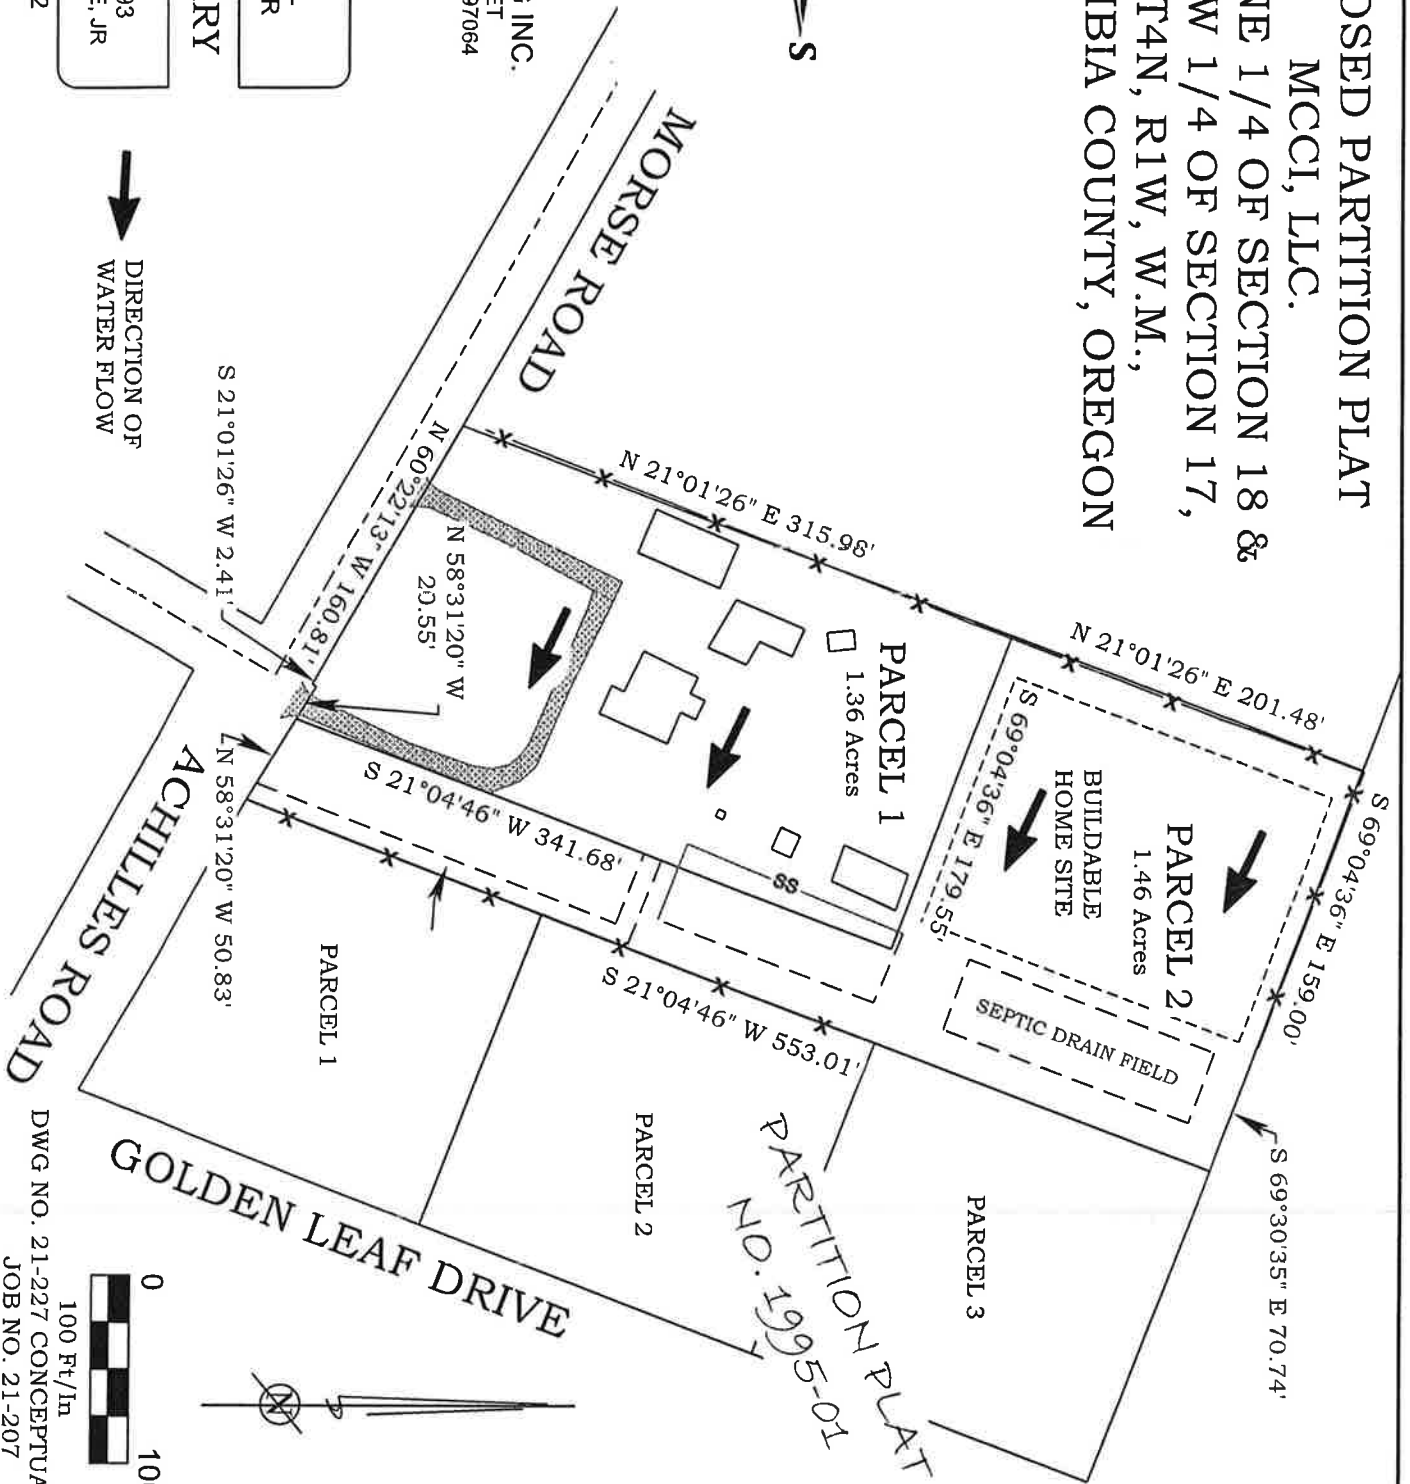 OSED PARTITION PLAT
MCCI, LLC.
NE 1/4 OF SECTION 18 &
W 1/4 OF SECTION 17,
T4N, R1W, W.M.,
IBIA COUNTY, OREGON
S
G INC.
ET
97064
R
RY
93
E, JR
2
DIRECTION OF
WATER FLOW
MORSE ROAD
N 60°22'13" W 160.81'
S 21°01'26" W 2.41'
N 58°31'20" W
20.55'
N 21°01'26" E 315.98'
N 21°01'26" E 201.48'
S 69°04'36" E 159.00'
S 69°04'36" E 179.55'
PARCEL 1
1.36 Acres
BUILDABLE
HOME SITE
PARCEL 2
1.46 Acres
SS
SEPTIC DRAIN FIELD
S 21°04'46" W 341.68'
S 21°04'46" W 553.01'
N 58°31'20" W 50.83'
S 69°30'35" E 70.74'
ACHILLES ROAD
PARCEL 1
PARCEL 2
PARCEL 3
PARTITION PLAT
NO. 1995-01
GOLDEN LEAF DRIVE
N
0
10
100 Ft/In
DWG NO. 21-227 CONCEPTUA
JOB NO. 21-207